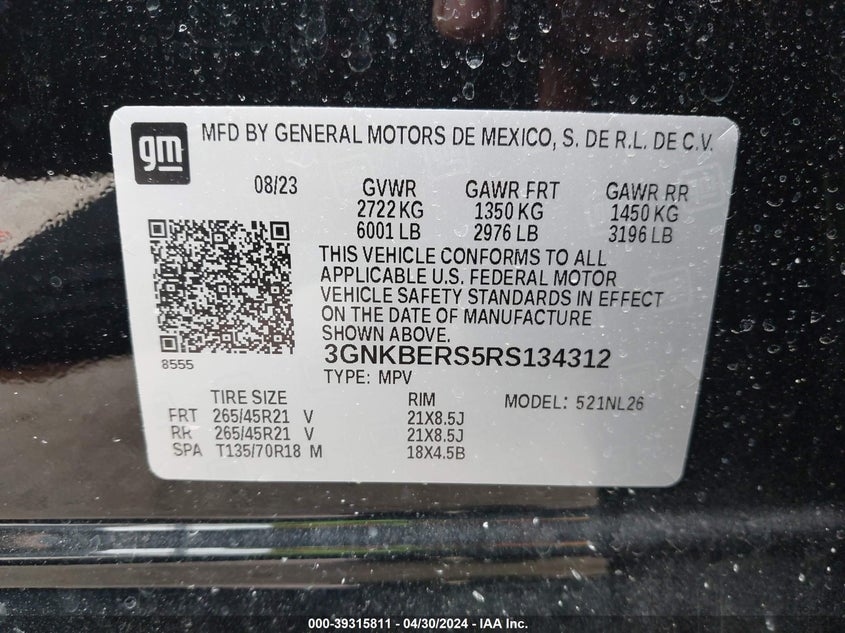 gm
MFD BY GENERAL MOTORS DE MEXICO, S. DE R.L. DE C.V.
08/23 GVWR GAWR FRT GAWR RR
2722 KG 1350 KG 1450 KG
6001 LB 2976 LB 3196 LB
THIS VEHICLE CONFORMS TO ALL
APPLICABLE U.S. FEDERAL MOTOR
VEHICLE SAFETY STANDARDS IN EFFECT
ON THE DATE OF MANUFACTURE
SHOWN ABOVE.
3GNKBERS5RS134312
8555
TYPE: MPV
TIRE SIZE RIM MODEL: 521NL26
FRT 265/45R21 V 21X8.5J
RR 265/45R21 V 21X8.5J
SPA T135/70R18 M 18X4.5B
000-39315811 - 04/30/2024 - IAA Inc.